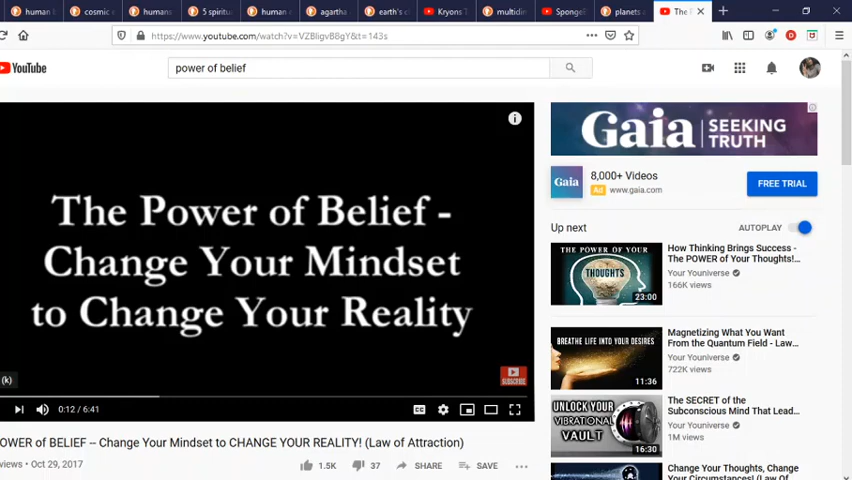 human b
cosmic e
humans
5 spiritu
human e
agartha
earth's e
Kryons T
multidim
SpongeB
planets.
The
https://www.youtube.com/watch?v=VZBligvB8gY&t=143s
YouTube
power of belief
The Power of Belief -
Change Your Mindset
to Change Your Reality
(k)
SUBSCRIBE
0:12 / 6:41
OWER of BELIEF -- Change Your Mindset to CHANGE YOUR REALITY! (Law of Attraction)
views • Oct 29, 2017
1.5K
37
SHARE
SAVE
Gaia SEEKING
TRUTH
Gaia
8,000+ Videos
Ad www.gaia.com
FREE TRIAL
Up next
AUTOPLAY
THE POWER OF YOUR
THOUGHTS
23:00
How Thinking Brings Success -
The POWER of Your Thoughts!...
Your Youniverse
166K views
BREATHE LIFE INTO YOUR DESIRES
11:36
Magnetizing What You Want
From the Quantum Field - Law...
Your Youniverse
722K views
UNLOCK YOUR
VIBRATIONAL
VAULT
16:30
The SECRET of the
Subconscious Mind That Lead...
Your Youniverse
1M views
Change Your Thoughts, Change
Your Circumstances! (Law Of